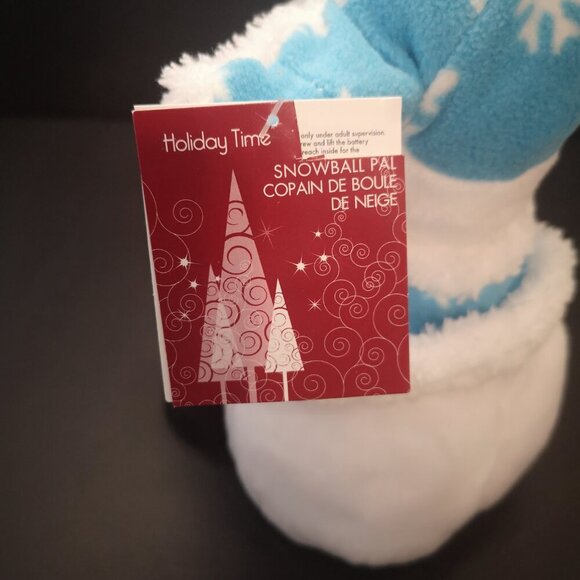 Holiday Time
only under adult supervision.
rew and lift the battery
reach inside for the
SNOWBALL PAL
COPAIN DE BOULE
DE NEIGE